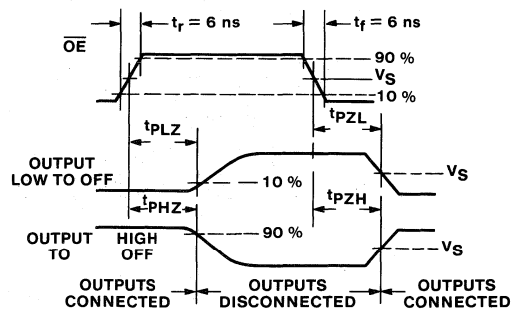 tr = 6 ns
tf = 6 ns
OE
90 %
VS
10 %
tPLZ
tPZL
OUTPUT
LOW TO OFF
10 %
VS
tPHZ
tPZH
OUTPUT HIGH
TO OFF
90 %
VS
OUTPUTS
CONNECTED
OUTPUTS
DISCONNECTED
OUTPUTS
CONNECTED